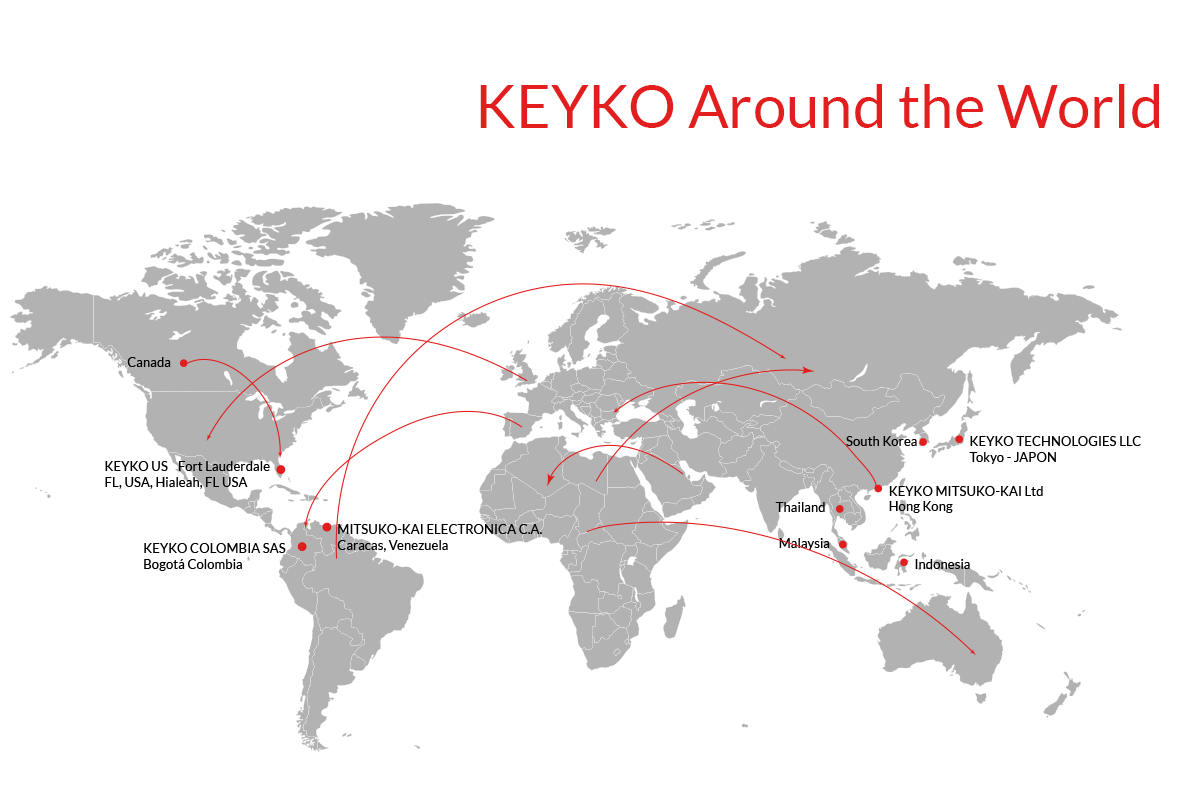 KEYKO Around the World
Canada
KEYKO US   Fort Lauderdale
FL, USA, Hialeah, FL USA
KEYKO COLOMBIA SAS
Bogotá Colombia
MITSUKO-KAI ELECTRONICA C.A.
Caracas, Venezuela
South Korea
KEYKO TECHNOLOGIES LLC
Tokyo - JAPON
KEYKO MITSUKO-KAI Ltd
Hong Kong
Thailand
Malaysia
Indonesia